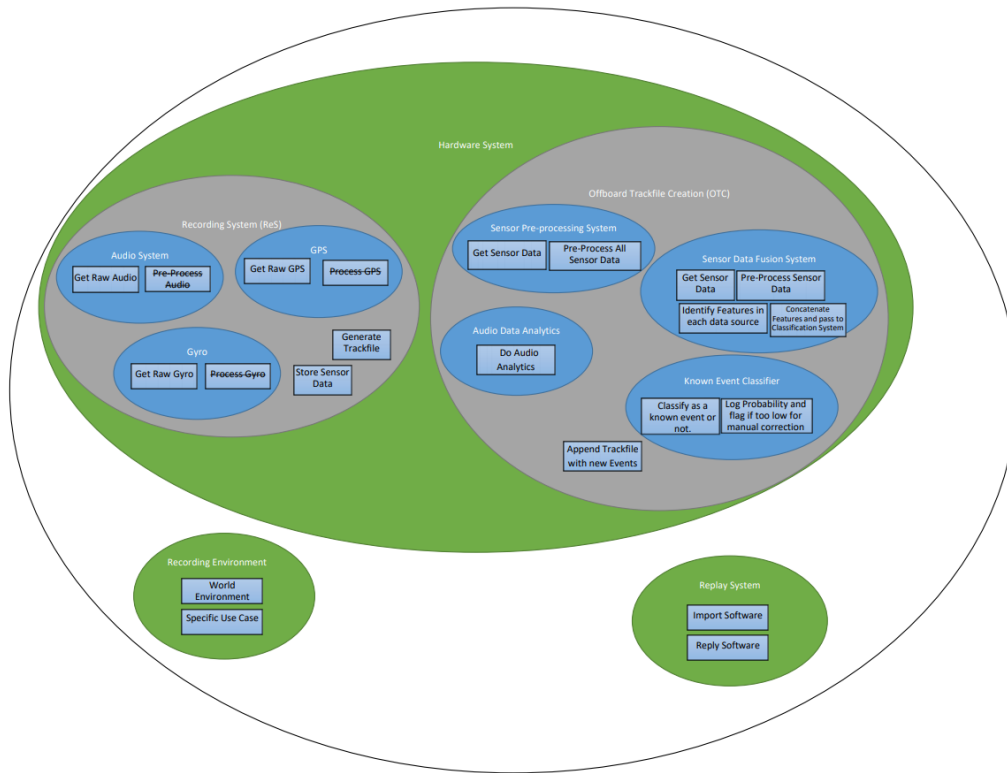 Hardware System
Recording System (ReS)
Audio System
Get Raw Audio
Pre-Process
Audio
GPS
Get Raw GPS
Process GPS
Gyro
Get Raw Gyro
Process Gyro
Generate
Trackfile
Store Sensor
Data
Offboard Trackfile Creation (OTC)
Sensor Pre-processing System
Get Sensor Data
Pre-Process All
Sensor Data
Sensor Data Fusion System
Get Sensor
Data
Pre-Process Sensor
Data
Identify Features in
each data source
Concatenate
Features and pass to
Classification System
Audio Data Analytics
Do Audio
Analytics
Known Event Classifier
Classify as a
known event or
not.
Log Probability and
flag if too low for
manual correction
Append Trackfile
with new Events
Recording Environment
World
Environment
Specific Use Case
Replay System
Import Software
Reply Software